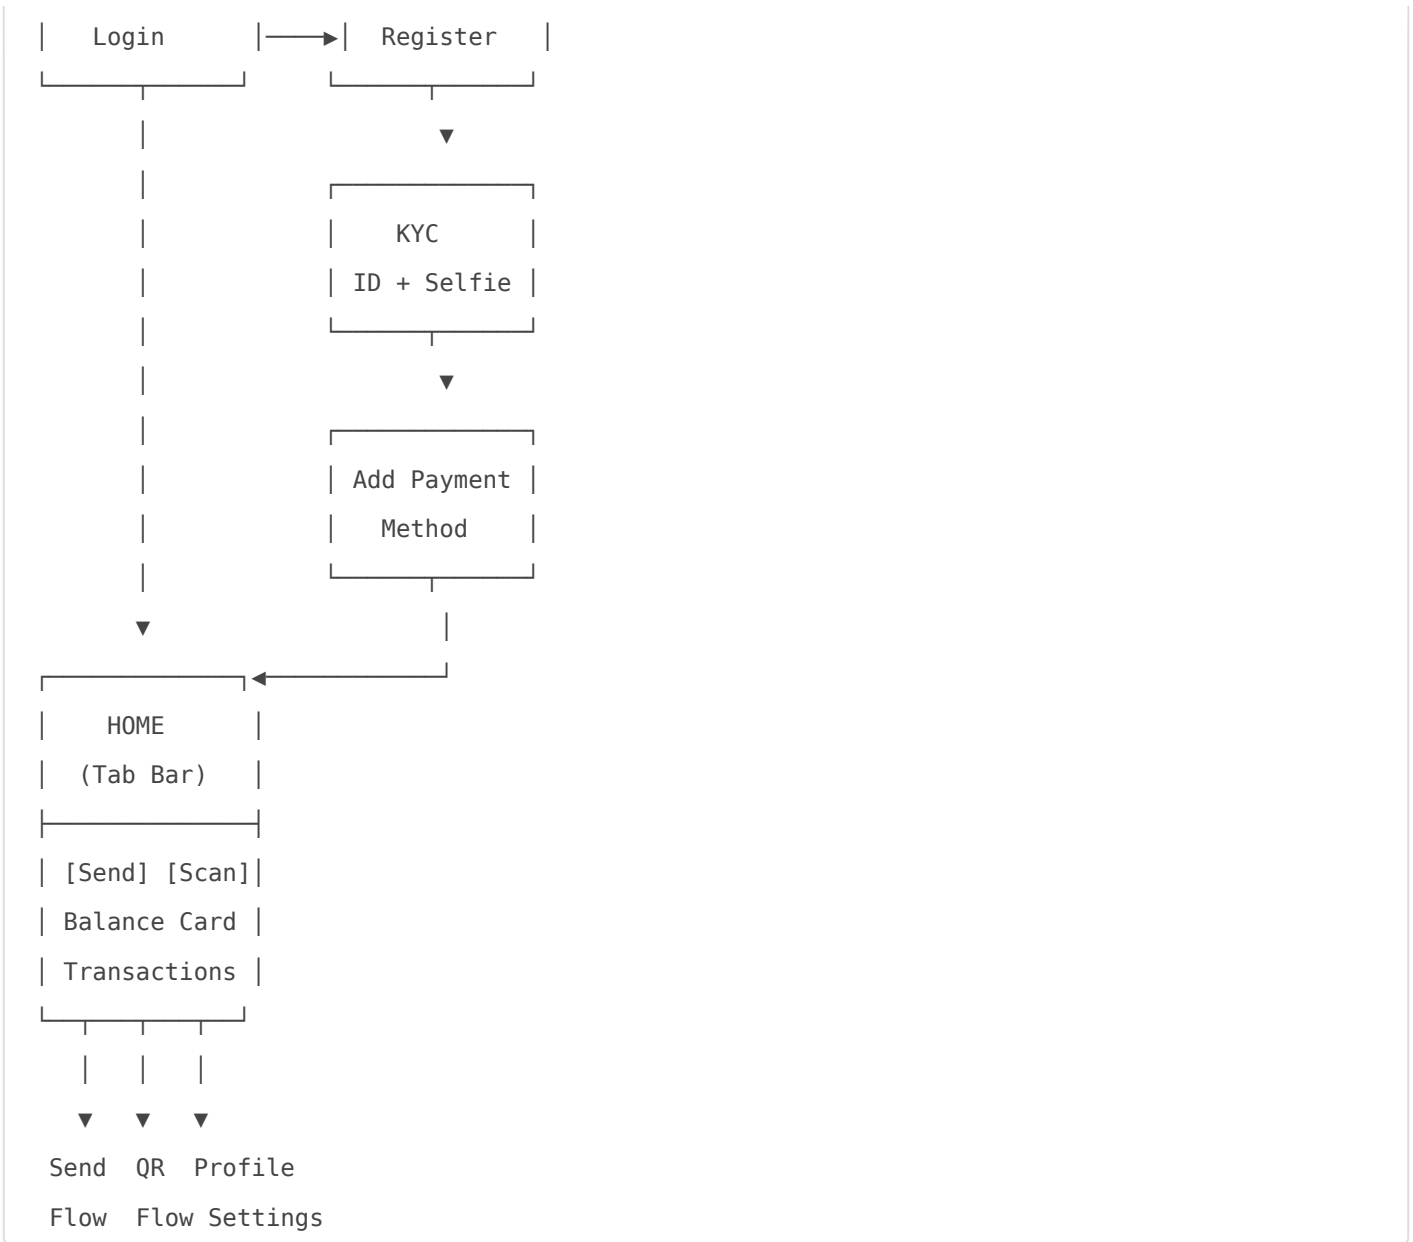 Login Register
KYC
ID + Selfie
Add Payment
Method
HOME
(Tab Bar)
[Send] [Scan]
Balance Card
Transactions
Send QR Profile
Flow Flow Settings